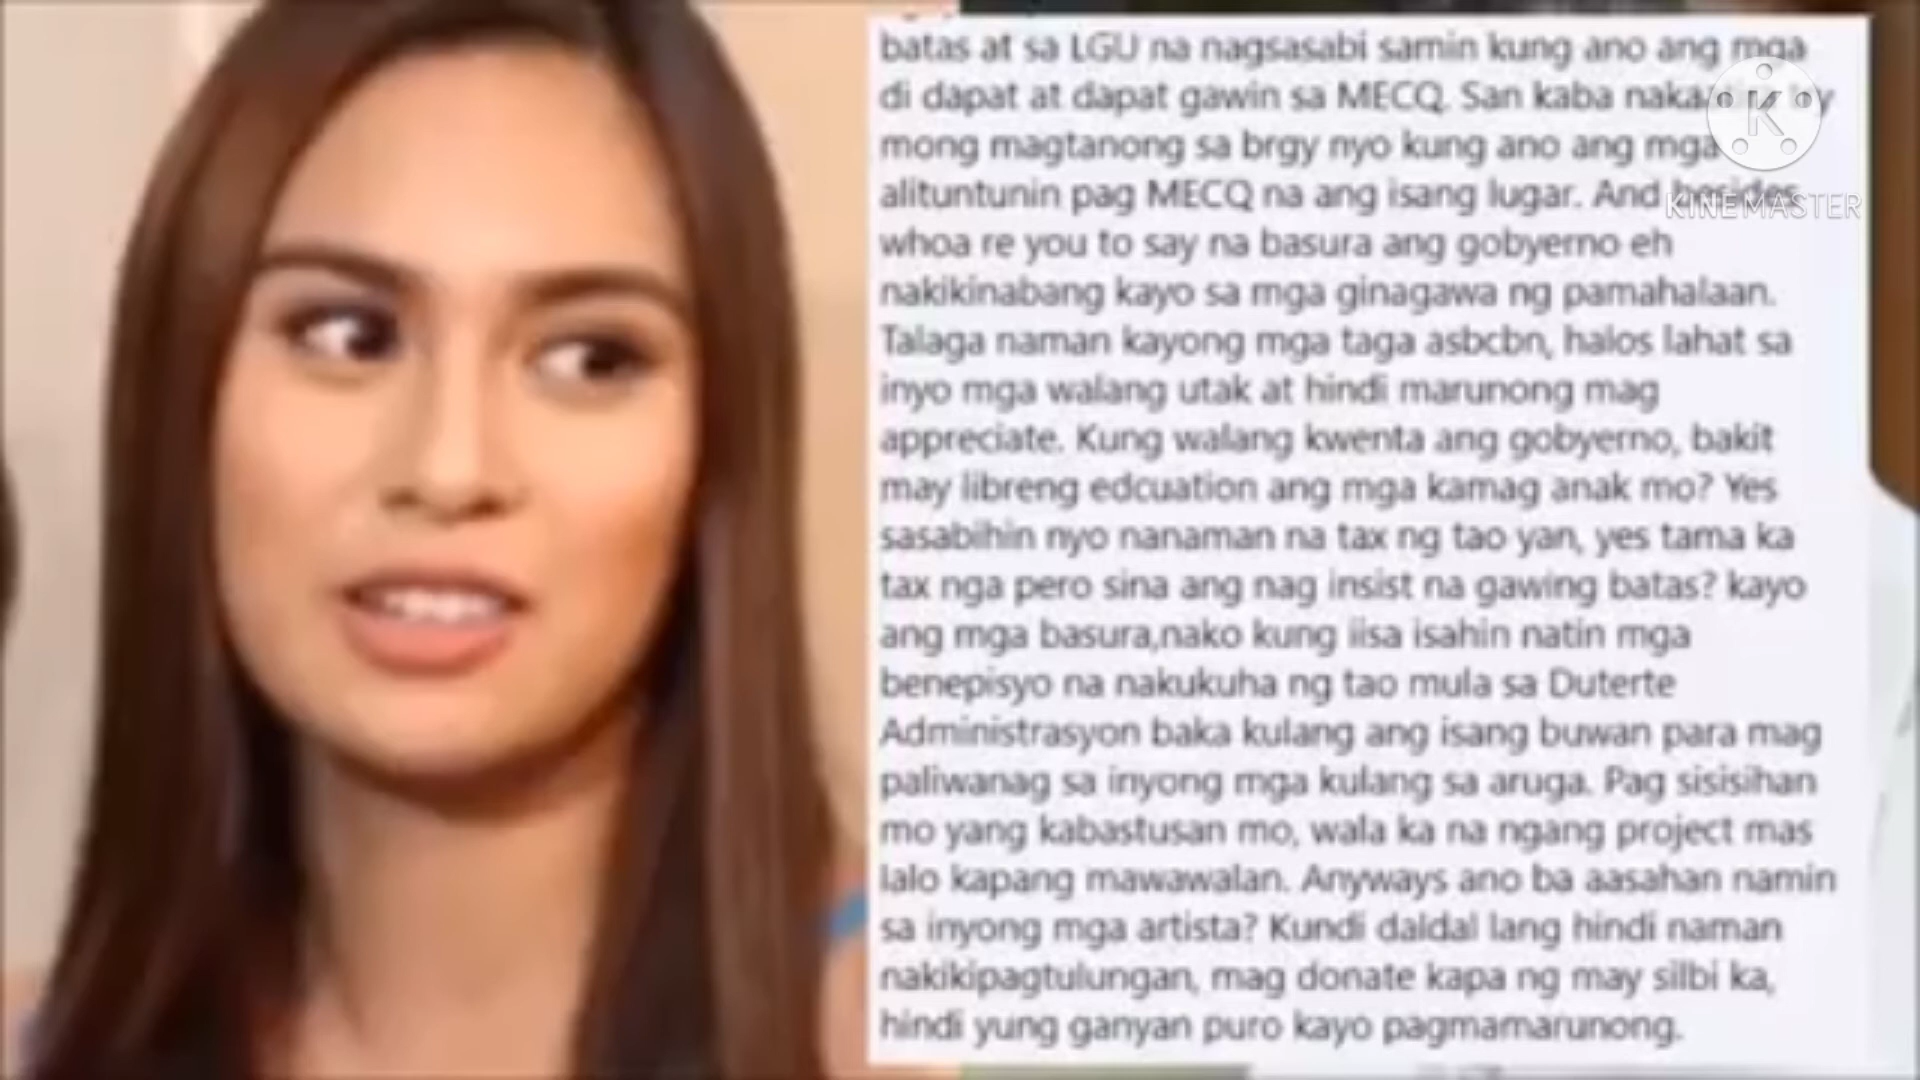 batas at sa LGU na nagsasabi samin kung ano ang mga
di dapat at dapat gawin sa MECQ. San kaba
mong magtanong sa brgy nyo kung ano ang mga
alituntunin pag MECQ na ang isang lugar. And besides
whoa re you to say na basura ang gobyerno eh
nakikinabang kayo sa mga ginagawa ng pamahalaan.
Talaga naman kayong mga taga asbcbn, halos lahat sa
inyo mga walang utak at hindi marunong mag
appreciate. Kung walang kwenta ang gobyerno, bakit
may libreng edcuation ang mga kamag anak mo? Yes
sasabihin nyo nanaman na tax ng tao yan, yes tama ka
tax nga pero sina ang nag insist na gawing batas? kayo
ang mga basura,nako kung iisa isahin natin mga
benepisyo na nakukuha ng tao mula sa Duterte
Administrasyon baka kulang ang isang buwan para mag
paliwanag sa inyong mga kulang sa aruga. Pag sisisihan
mo yang kabastusan mo, wala ka na ngang project mas
lalo kapang mawawalan. Anyways ano ba aasahan namin
sa inyong mga artista? Kundi daldal lang hindi naman
nakikipagtulungan, mag donate kapa ng may silbi ka,
hindi yung ganyan puro kayo pagmamarunong.
K
KINEMASTER